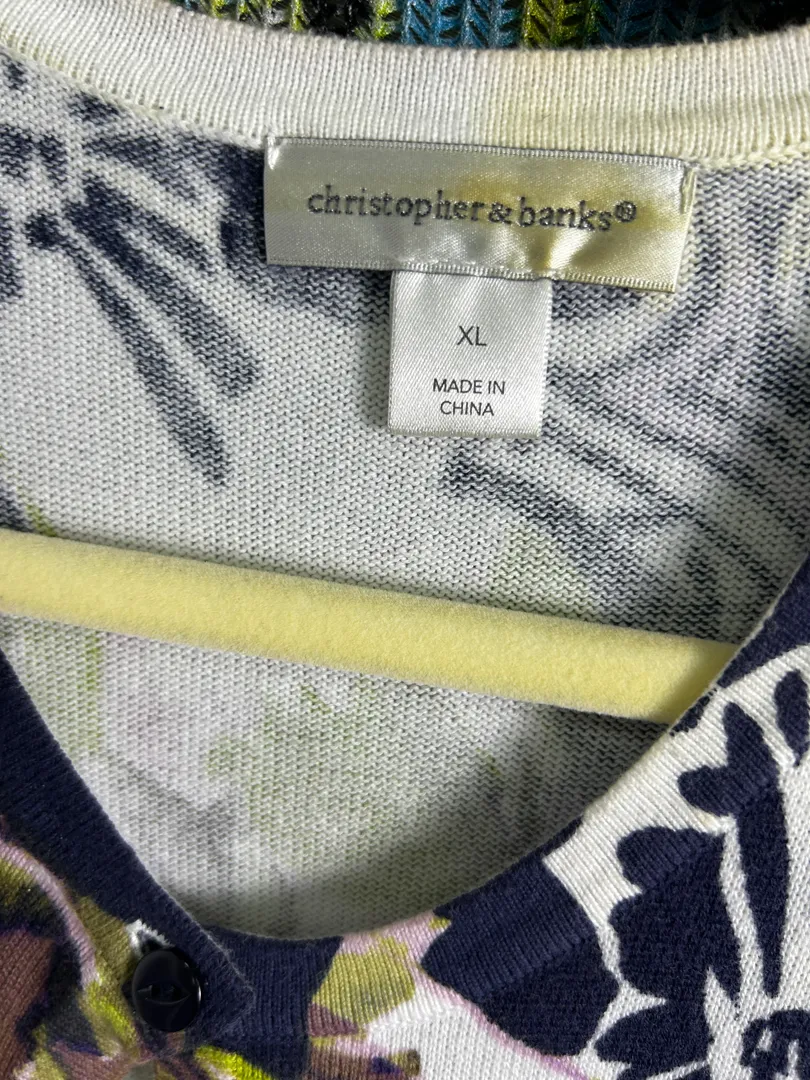 christopher & banks®
XL
MADE IN
CHINA